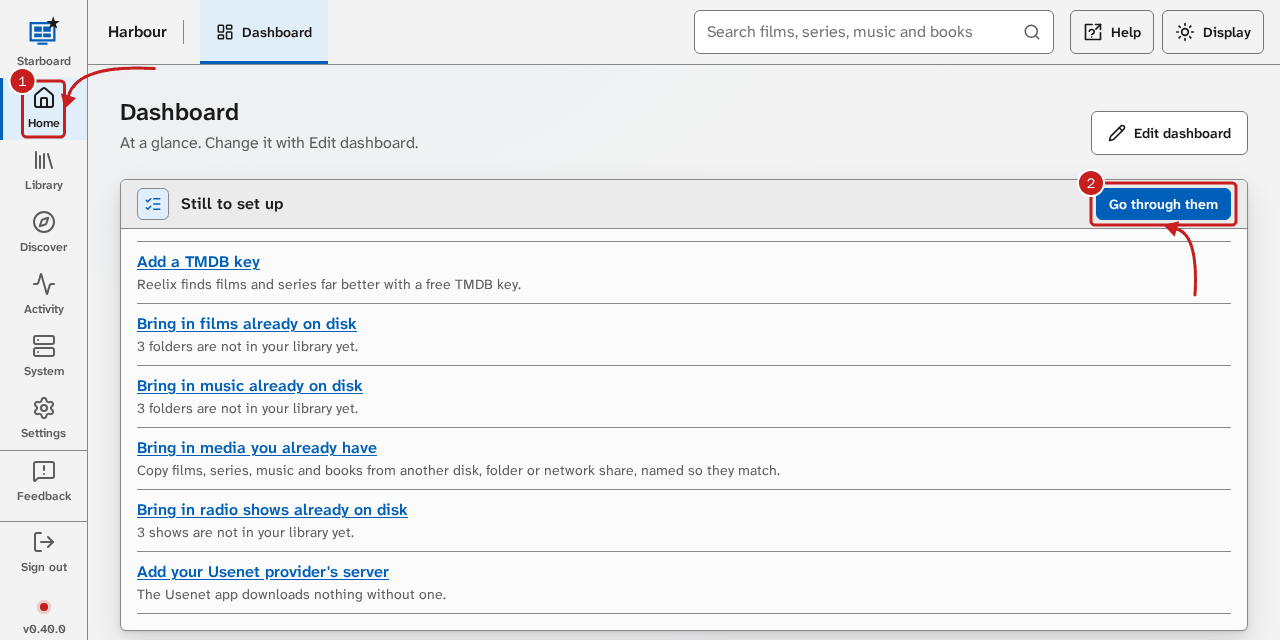 Starboard
1
Home
Library
Discover
Activity
System
Settings
Feedback
Sign out
v0.40.0
Harbour
Dashboard
Search films, series, music and books
Help
Display
Dashboard
At a glance. Change it with Edit dashboard.
Edit dashboard
Still to set up
2
Go through them
Add a TMDB key
Reelix finds films and series far better with a free TMDB key.
Bring in films already on disk
3 folders are not in your library yet.
Bring in music already on disk
3 folders are not in your library yet.
Bring in media you already have
Copy films, series, music and books from another disk, folder or network share, named so they match.
Bring in radio shows already on disk
3 shows are not in your library yet.
Add your Usenet provider's server
The Usenet app downloads nothing without one.